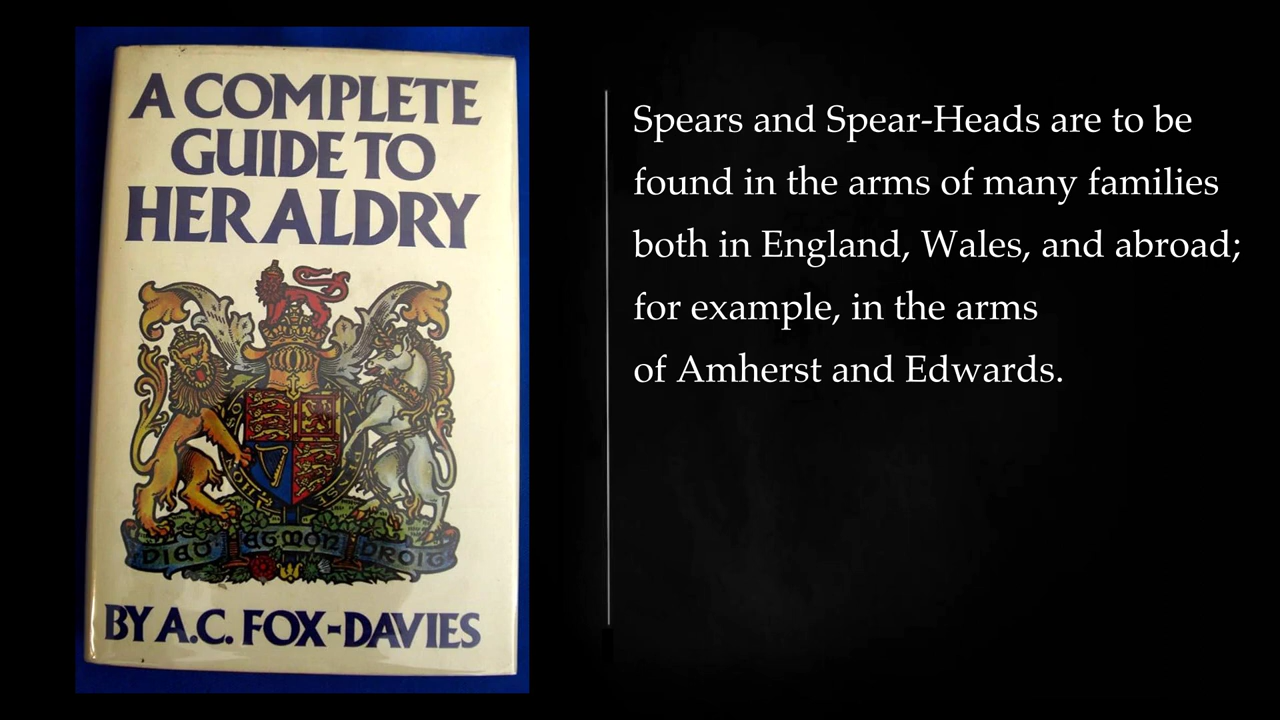 A COMPLETE
GUIDE TO
HERALDRY
DIEU ET MON DROIT
BY A.C. FOX-DAVIES
Spears and Spear-Heads are to be
found in the arms of many families
both in England, Wales, and abroad;
for example, in the arms
of Amherst and Edwards.